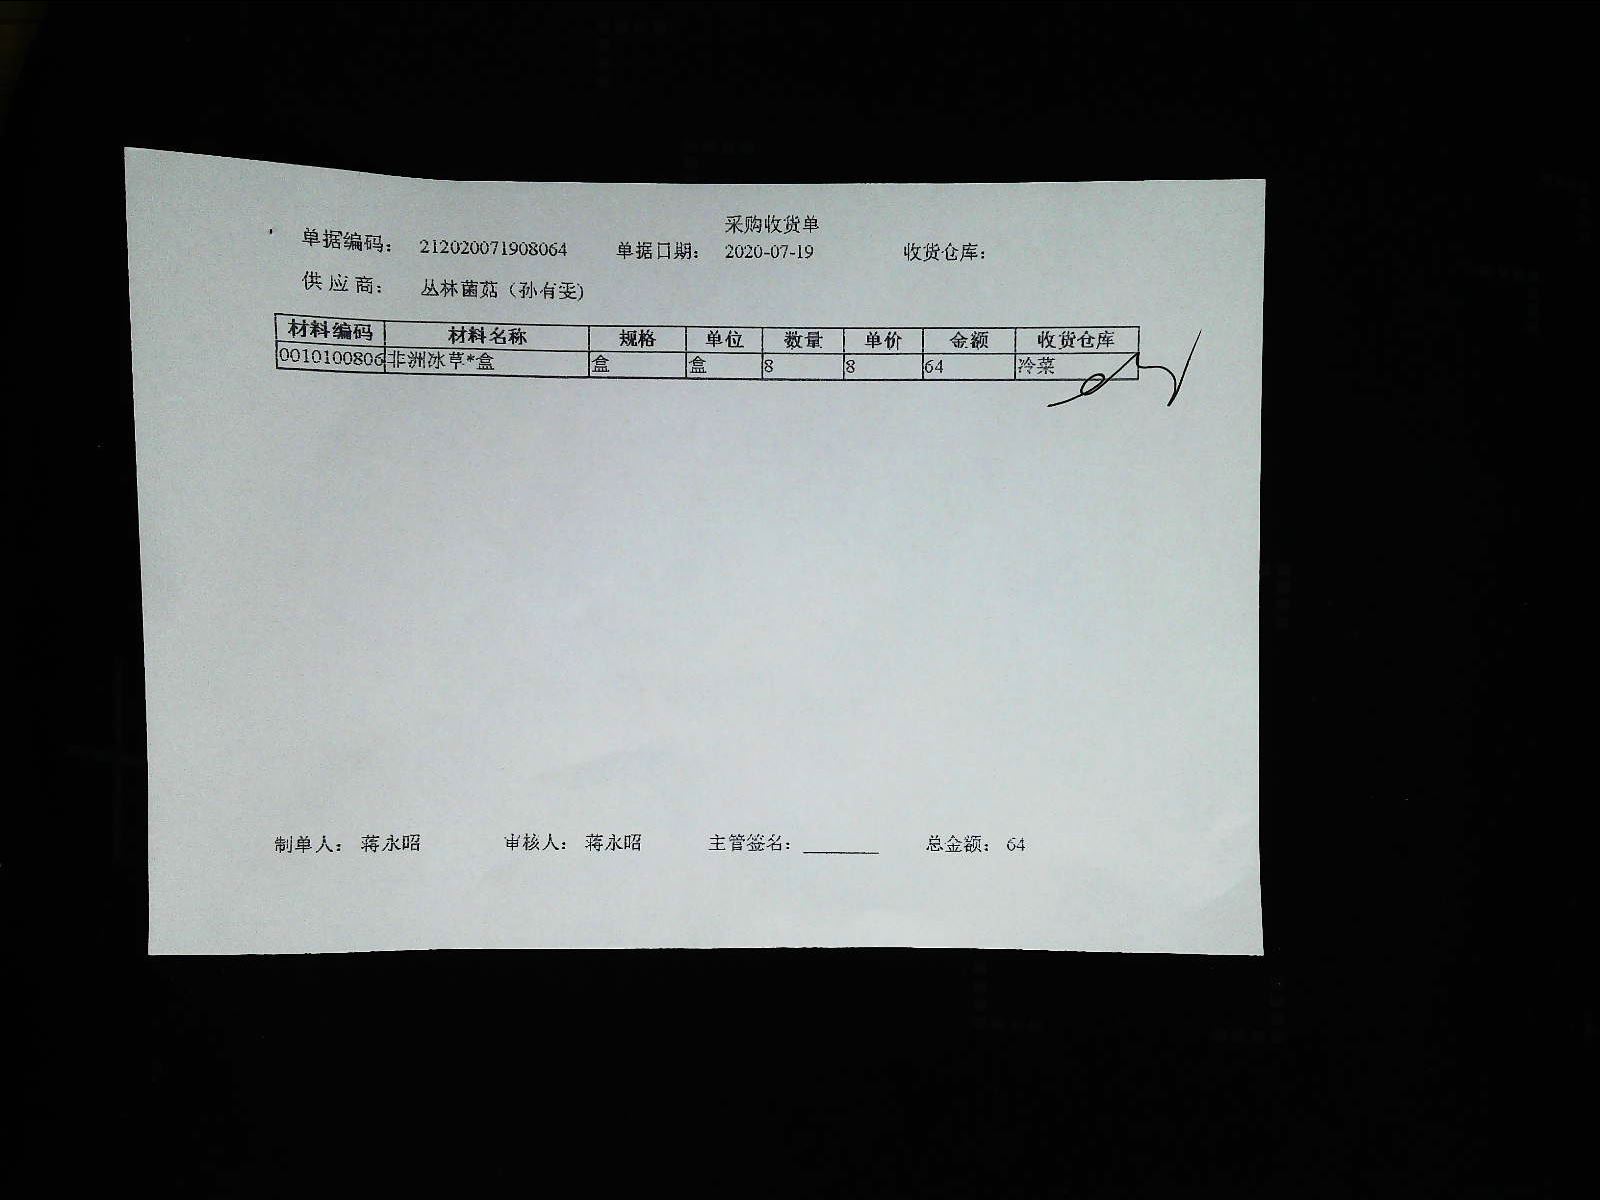 采购收货单
单据编码： 212020071908064 单据日期： 2020-07-19 收货仓库：
供 应 商： 丛林菌菇（孙有雯）
材料编码 材料名称 规格 单位 数量 单价 金额 收货仓库
0010100806 非洲冰草*盒 盒 盒 8 8 64 冷菜
制单人： 蒋永昭 审核人： 蒋永昭 主管签名： 总金额： 64